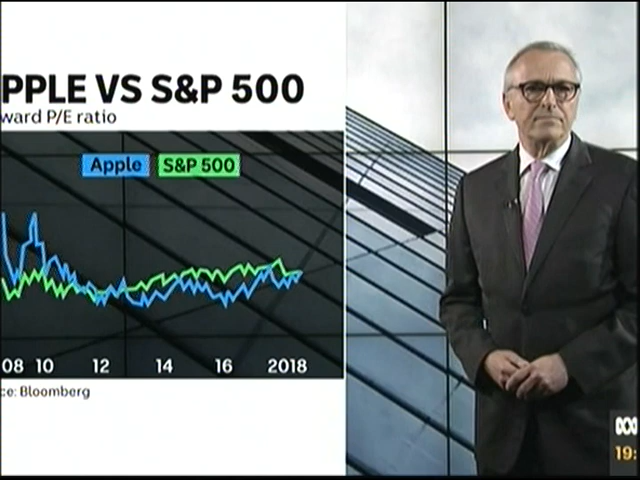 PPLE VS S&P 500
ward P/E ratio
Apple S&P 500
08 10 12 14 16 2018
ce: Bloomberg
19: